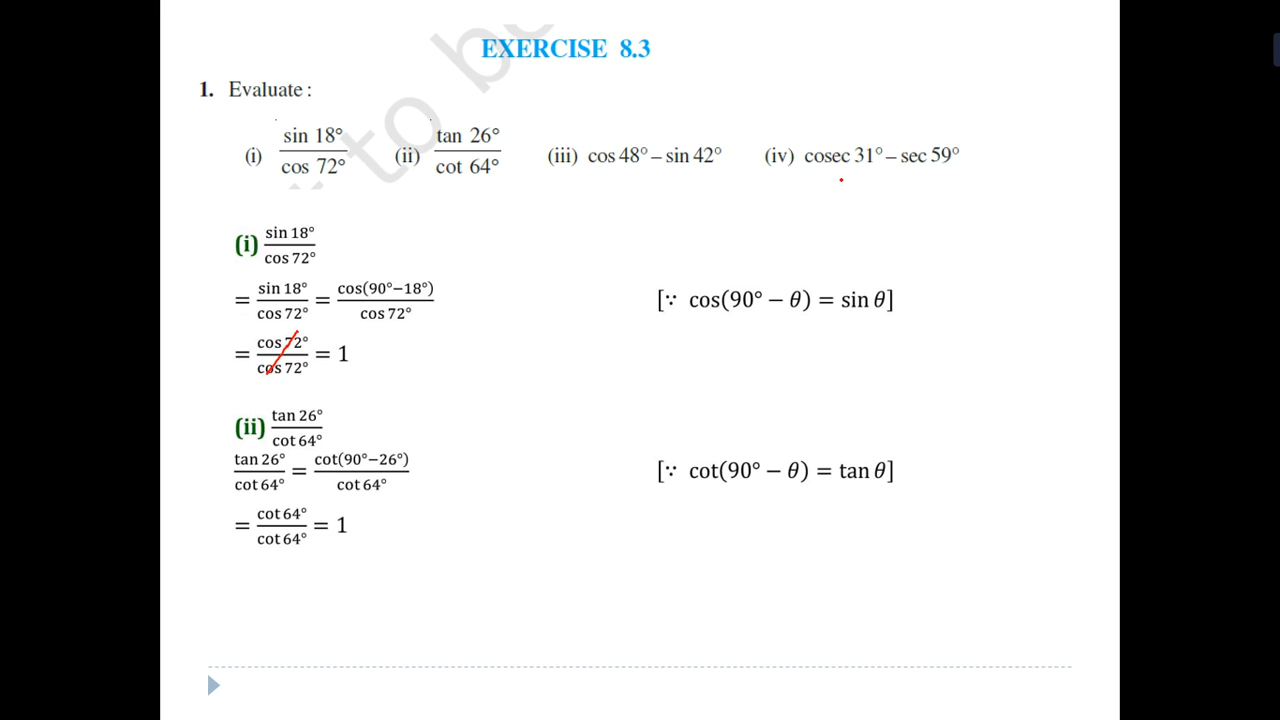 EXERCISE 8.3
1. Evaluate :
(i) sin 18° / cos 72° (ii) tan 26° / cot 64° (iii) cos 48° – sin 42° (iv) cosec 31° – sec 59°
(i) sin 18° / cos 72°
= sin 18° / cos 72° = cos(90°−18°) / cos 72° [∵ cos(90° − θ) = sin θ]
= cos 72° / cos 72° = 1
(ii) tan 26° / cot 64°
tan 26° / cot 64° = cot(90°−26°) / cot 64° [∵ cot(90° − θ) = tan θ]
= cot 64° / cot 64° = 1
to be